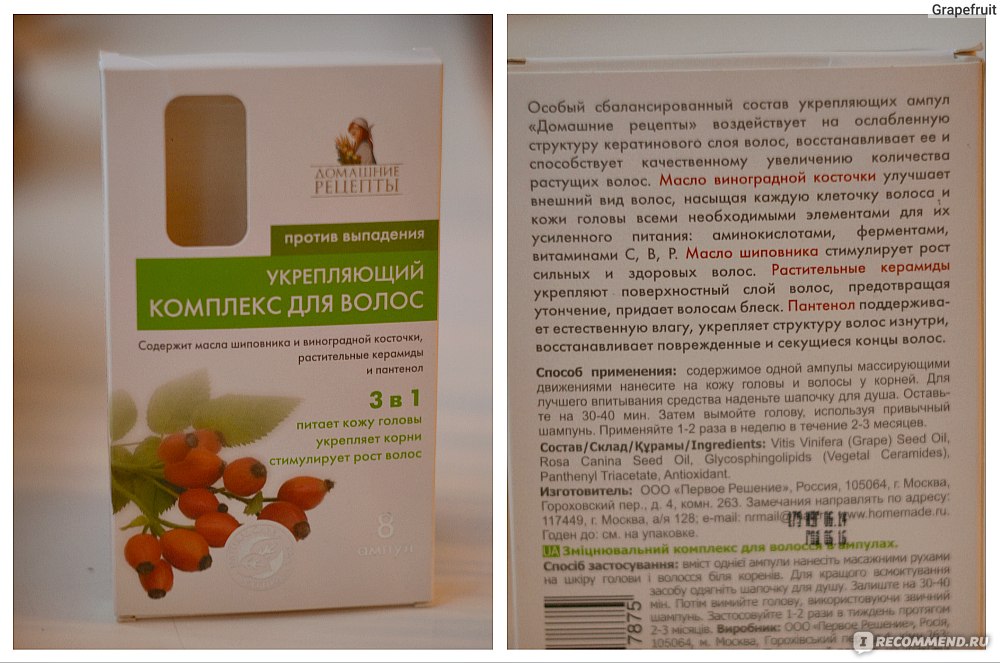 Grapefruit
ДОМАШНИЕ
РЕЦЕПТЫ
против выпадения
УКРЕПЛЯЮЩИЙ
КОМПЛЕКС ДЛЯ ВОЛОС
Содержит масла шиповника и виноградной косточки,
растительные керамиды
и пантенол
3 в 1
питает кожу головы
укрепляет корни
стимулирует рост волос
8
ампул
Особый сбалансированный состав укрепляющих ампул
«Домашние рецепты» воздействует на ослабленную
структуру кератинового слоя волос, восстанавливает ее и
способствует качественному увеличению количества
растущих волос. Масло виноградной косточки улучшает
внешний вид волос, насыщая каждую клеточку волоса и
кожи головы всеми необходимыми элементами для их
усиленного питания: аминокислотами, ферментами,
витаминами С, В, Р. Масло шиповника стимулирует рост
сильных и здоровых волос. Растительные керамиды
укрепляют поверхностный слой волос, предотвращая
утончение, придает волосам блеск. Пантенол поддержива-
ет естественную влагу, укрепляет структуру волос изнутри,
восстанавливает поврежденные и секущиеся концы волос.
Способ применения: содержимое одной ампулы массирующими
движениями нанесите на кожу головы и волосы у корней. Для
лучшего впитывания средства наденьте шапочку для душа. Оставь-
те на 30-40 мин. Затем вымойте голову, используя привычный
шампунь. Применяйте 1-2 раза в неделю в течение 2-3 месяцев.
Состав/Склад/Құрамы/Ingredients: Vitis Vinifera (Grape) Seed Oil,
Rosa Canina Seed Oil, Glycosphingolipids (Vegetal Ceramides),
Panthenyl Triacetate, Antioxidant.
Изготовитель: ООО «Первое Решение», Россия, 105064, г. Москва,
Гороховский пер., д. 4, комн. 263. Замечания направлять по адресу:
117449, г. Москва, а/я 128; e-mail: nrmail@ www.homemade.ru.
Годен до: см. на упаковке.
UA Зміцнювальний комплекс для волосся в ампулах.
Спосіб застосування: вміст однієї ампули нанесіть масажними рухами
на шкіру голови і волосся біля коренів. Для кращого всмоктування
засобу одягніть шапочку для душа. Залиште на 30-40
мін. Потім вимийте голову, використовуючи звичний
шампунь. Застосовуйте 1-2 рази в тиждень протягом
2-3 місяців. Виробник: ООО «Первое Решение», Росія,
105064, м. Москва, Горохівський пер
7875
IRECOMMEND.RU